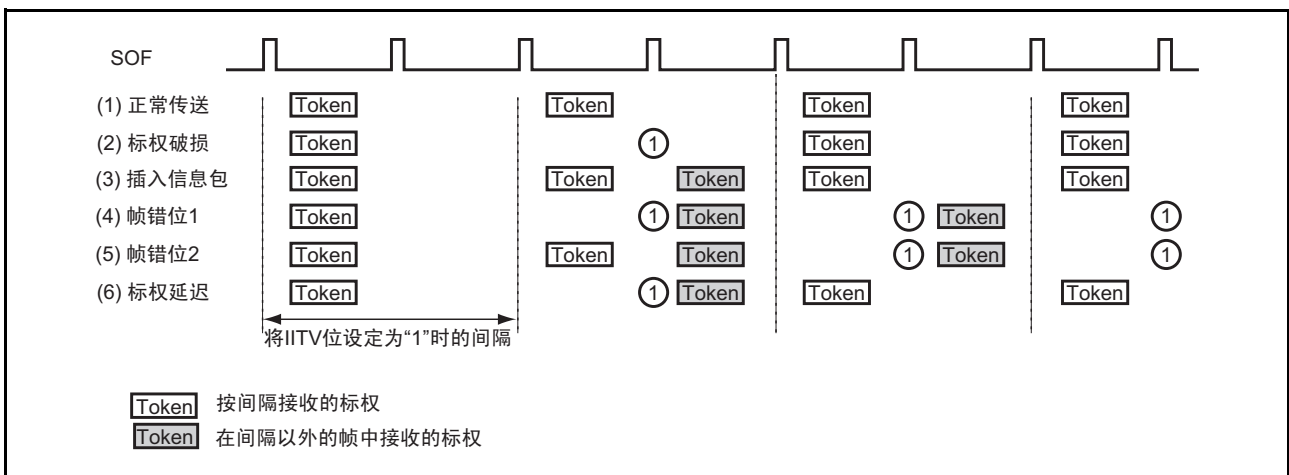 SOF
(1) 正常传送 Token Token Token Token
(2) 标权破损 Token 1 Token Token
(3) 插入信息包 Token Token Token Token Token
(4) 帧错位1 Token 1 Token 1 Token 1
(5) 帧错位2 Token Token Token 1 Token 1
(6) 标权延迟 Token 1 Token Token Token
将IITV位设定为“1”时的间隔
Token 按间隔接收的标权
Token 在间隔以外的帧中接收的标权